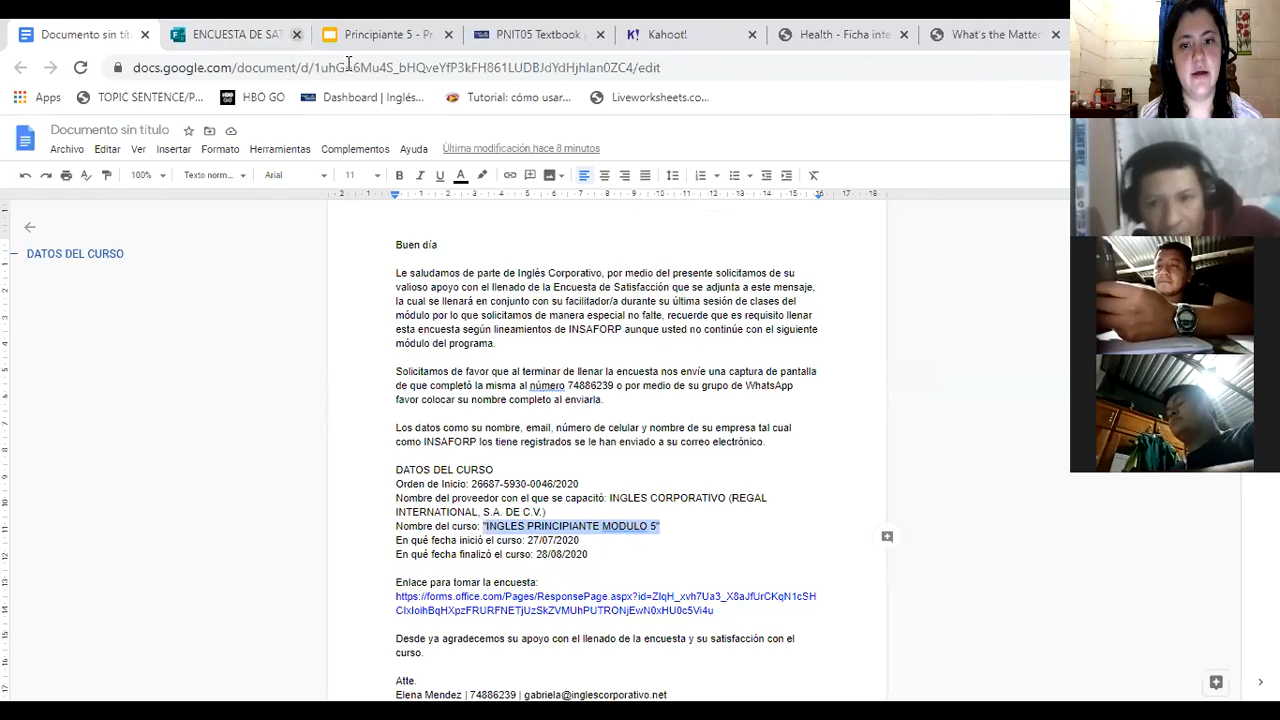 Documento sin título
ENCUESTA DE SAT
Principiante 5 - Pr
PNIT05 Textbook
Kahoot!
Health - Ficha inte
What's the Matter
Apps
TOPIC SENTENCE/P...
HBO GO
Dashboard | Inglés...
Tutorial: cómo usar...
Liveworksheets.co...
Documento sin título
Archivo Editar Ver Insertar Formato Herramientas Complementos Ayuda Última modificación hace 8 minutos
100% Texto norm... Arial 11
DATOS DEL CURSO
Buen día
Le saludamos de parte de Inglés Corporativo, por medio del presente solicitamos de su
valioso apoyo con el llenado de la Encuesta de Satisfacción que se adjunta a este mensaje,
la cual se llenará en conjunto con su facilitador/a durante su última sesión de clases del
módulo por lo que solicitamos de manera especial no falte, recuerde que es requisito llenar
esta encuesta según lineamientos de INSAFORP aunque usted no continúe con el siguiente
módulo del programa.
Solicitamos de favor que al terminar de llenar la encuesta nos envíe una captura de pantalla
de que completó la misma al número 74886239 o por medio de su grupo de WhatsApp
favor colocar su nombre completo al enviarla.
Los datos como su nombre, email, número de celular y nombre de su empresa tal cual
como INSAFORP los tiene registrados se le han enviado a su correo electrónico.
DATOS DEL CURSO
Orden de Inicio: 26687-5930-0046/2020
Nombre del proveedor con el que se capacitó: INGLES CORPORATIVO (REGAL
INTERNATIONAL, S.A. DE C.V.)
Nombre del curso: "INGLES PRINCIPIANTE MODULO 5"
En qué fecha inició el curso: 27/07/2020
En qué fecha finalizó el curso: 28/08/2020
Enlace para tomar la encuesta:
Desde ya agradecemos su apoyo con el llenado de la encuesta y su satisfacción con el
curso.
Atte.
Elena Mendez | 74886239 | gabriela@inglescorporativo.net